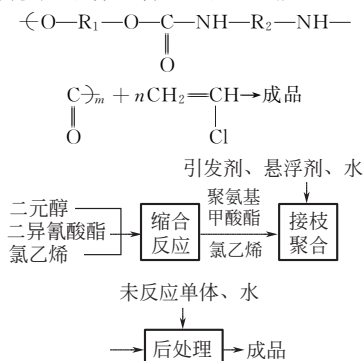 ⟮O—R₁—O—C—NH—R₂—NH—
O
C⟯ₘ + nCH₂=CH→成品
O Cl
引发剂、悬浮剂、水
二元醇
二异氰酸酯
氯乙烯
缩合
反应
聚氨基
甲酸酯
氯乙烯
接枝
聚合
未反应单体、水
后处理
成品